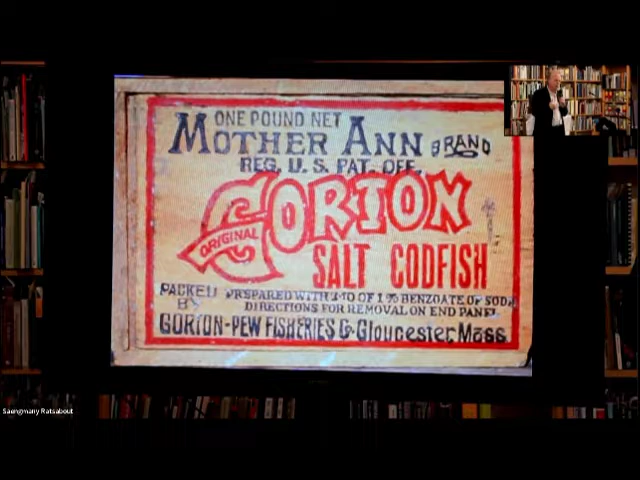 ONE POUND NET
MOTHER ANN BRAND
REG. U. S. PAT. OFF.
ORIGINAL GORTON
SALT CODFISH
PACKED BY
PREPARED WITH 1/10 OF 1% BENZOATE OF SODA
DIRECTIONS FOR REMOVAL ON END PANEL
GORTON-PEW FISHERIES Co Gloucester, Mass.
Saengmany Ratsabout